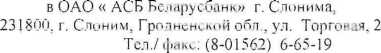 в ОАО « АСБ Беларусбанк» г. Слонима,
231800, г. Слоним, Гродненской обл., ул. Торговая, 2
Тел./ факс: (8-01562) 6-65-19